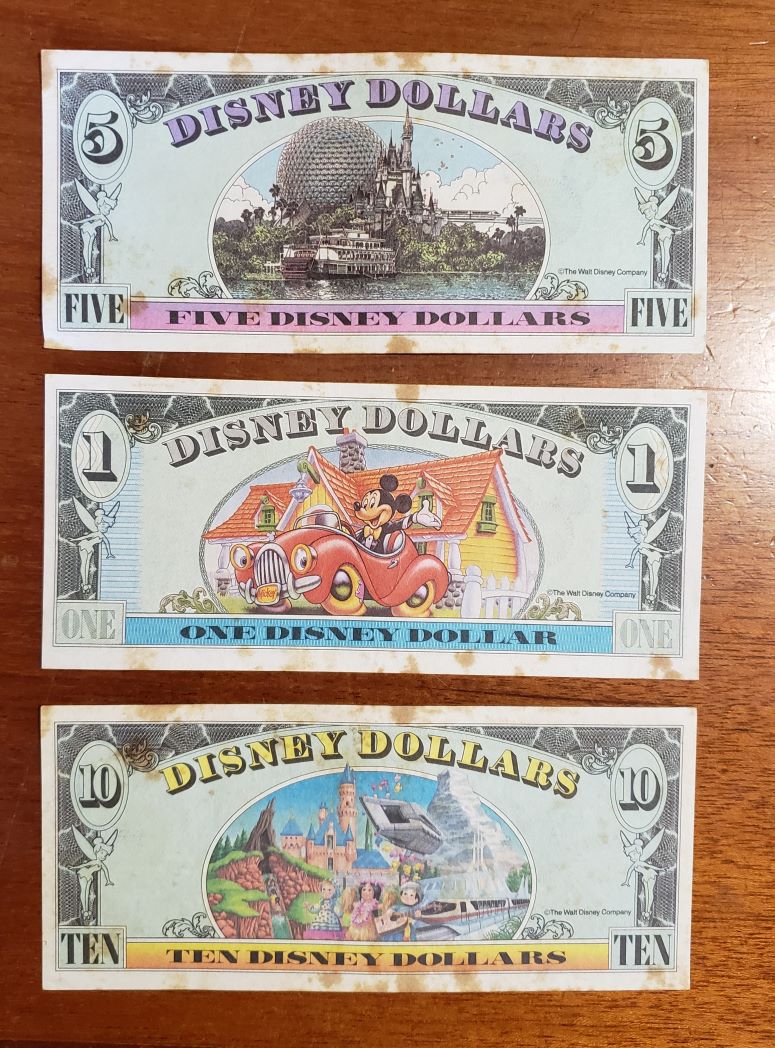 5 DISNEY DOLLARS 5
©The Walt Disney Company
FIVE FIVE DISNEY DOLLARS FIVE
1 DISNEY DOLLARS 1
Mickey
©The Walt Disney Company
ONE ONE DISNEY DOLLAR ONE
10 DISNEY DOLLARS 10
©The Walt Disney Company
TEN TEN DISNEY DOLLARS TEN